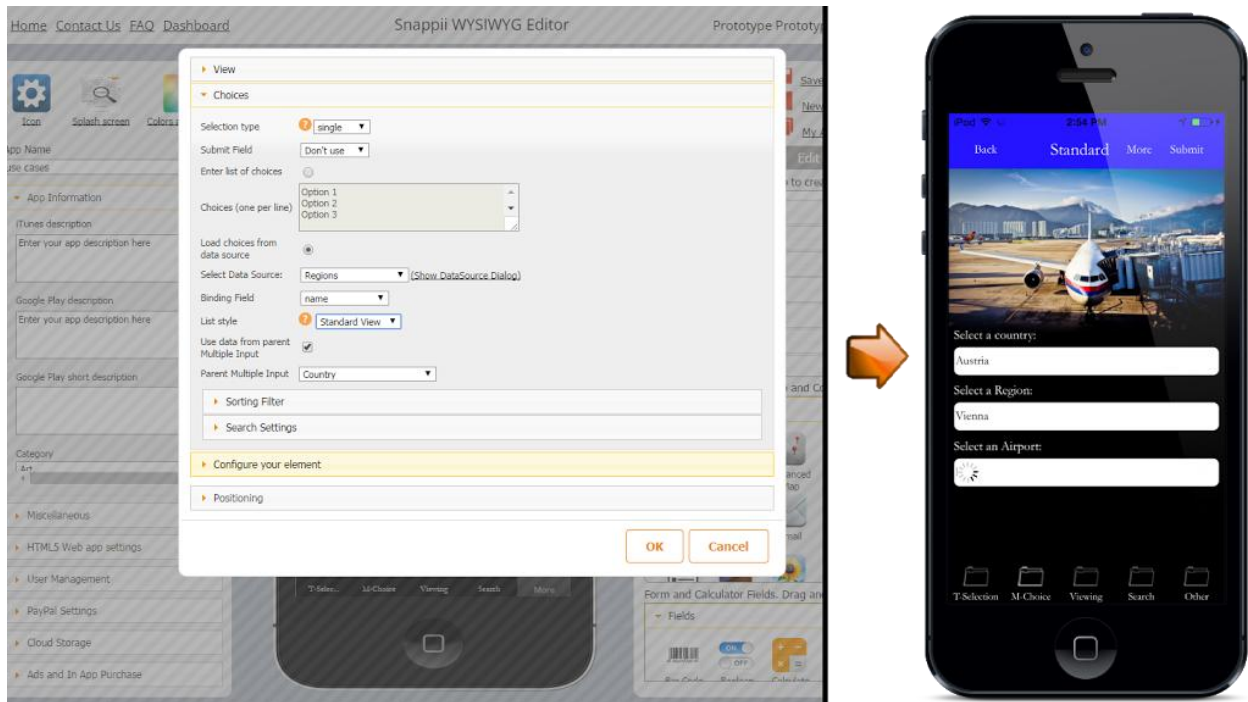 Home Contact Us FAQ Dashboard
Snappii WYSIWYG Editor
Prototype
Icon
Splash screen
Colors
App Name
use cases
App Information
iTunes description
Enter your app description here
Google Play description
Enter your app description here
Google Play short description
Category
Art
Miscellaneous
HTML5 Web app settings
User Management
PayPal Settings
Cloud Storage
Ads and In App Purchase
View
Choices
Selection type
single
Submit Field
Don't use
Enter list of choices
Choices (one per line)
Option 1
Option 2
Option 3
Load choices from
data source
Select Data Source:
Regions
(Show DataSource Dialog)
Binding Field
name
List style
Standard View
Use data from parent
Multiple Input
Parent Multiple Input
Country
Sorting Filter
Search Settings
Configure your element
Positioning
OK
Cancel
Save
New
My A
Edit
to crea
and Co
anced
Map
mail
T-Selec... M-Choice Viewing Search More
Form and Calculator Fields. Drag an
Fields
ON
OFF
Bar Code Boolean Calculate
iPod
2:54 PM
Back
Standard
More
Submit
Select a country:
Austria
Select a Region:
Vienna
Select an Airport:
T-Selection M-Choice Viewing Search Other